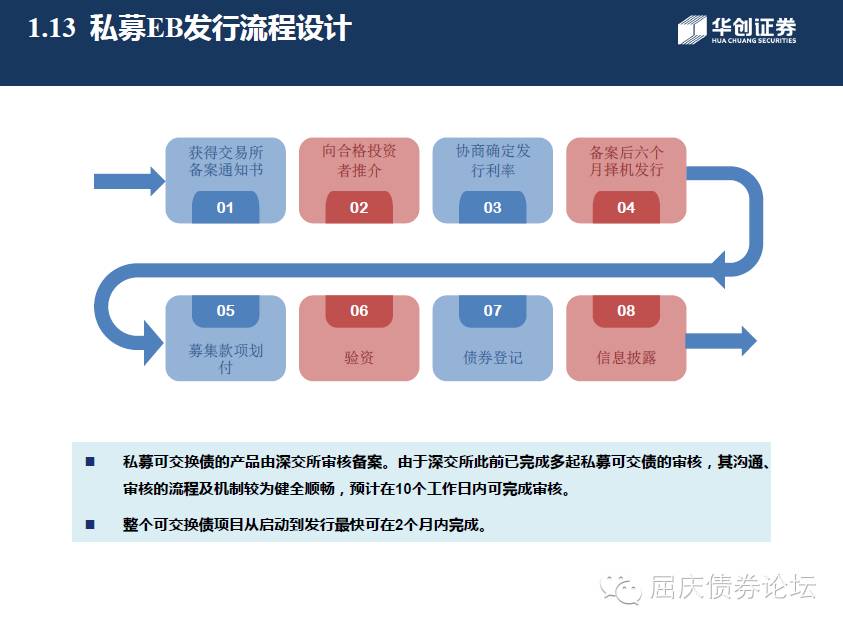 1.13 私募EB发行流程设计
华创证券
HUA CHUANG SECURITIES
获得交易所
备案通知书
01
向合格投资
者推介
02
协商确定发
行利率
03
备案后六个
月择机发行
04
05
募集款项划
付
06
验资
07
债券登记
08
信息披露
■ 私募可交换债的产品由深交所审核备案。由于深交所此前已完成多起私募可交债的审核，其沟通、
审核的流程及机制较为健全顺畅，预计在10个工作日内可完成审核。
■ 整个可交换债项目从启动到发行最快可在2个月内完成。
屈庆债券论坛